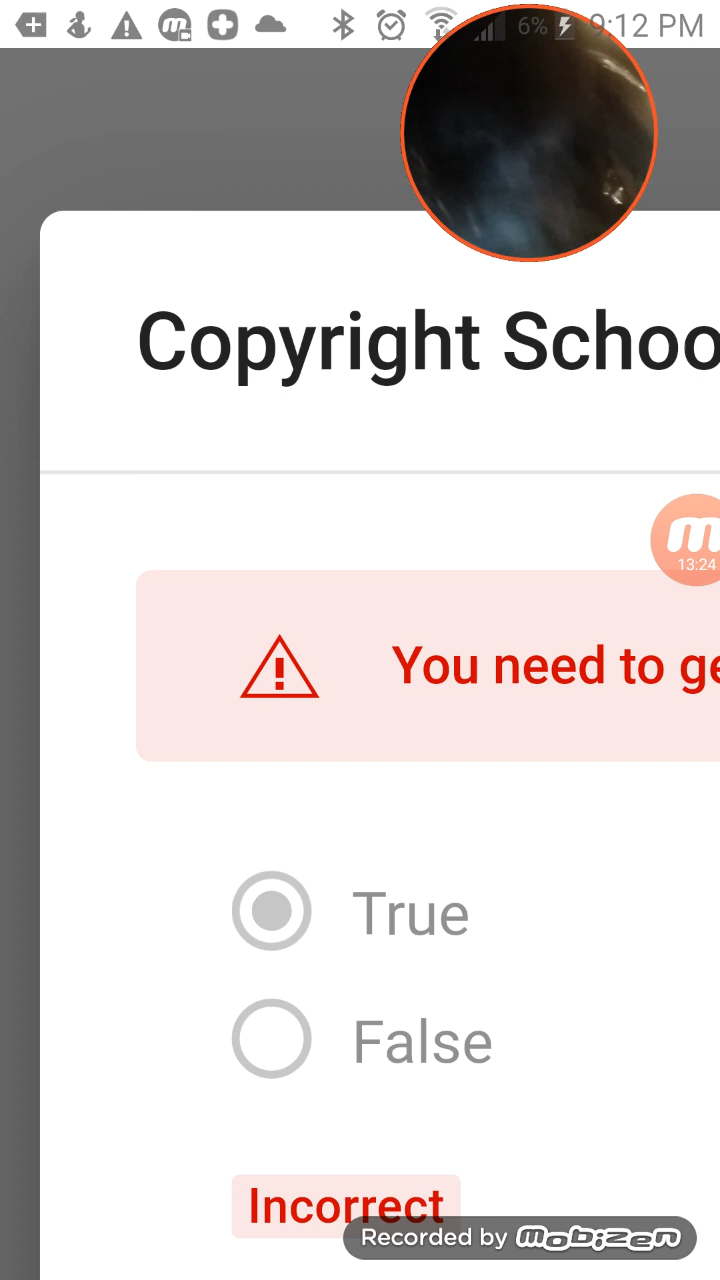 6% 9:12 PM
Copyright Schoo
13:24
You need to ge
True
False
Incorrect
Recorded by mobizen